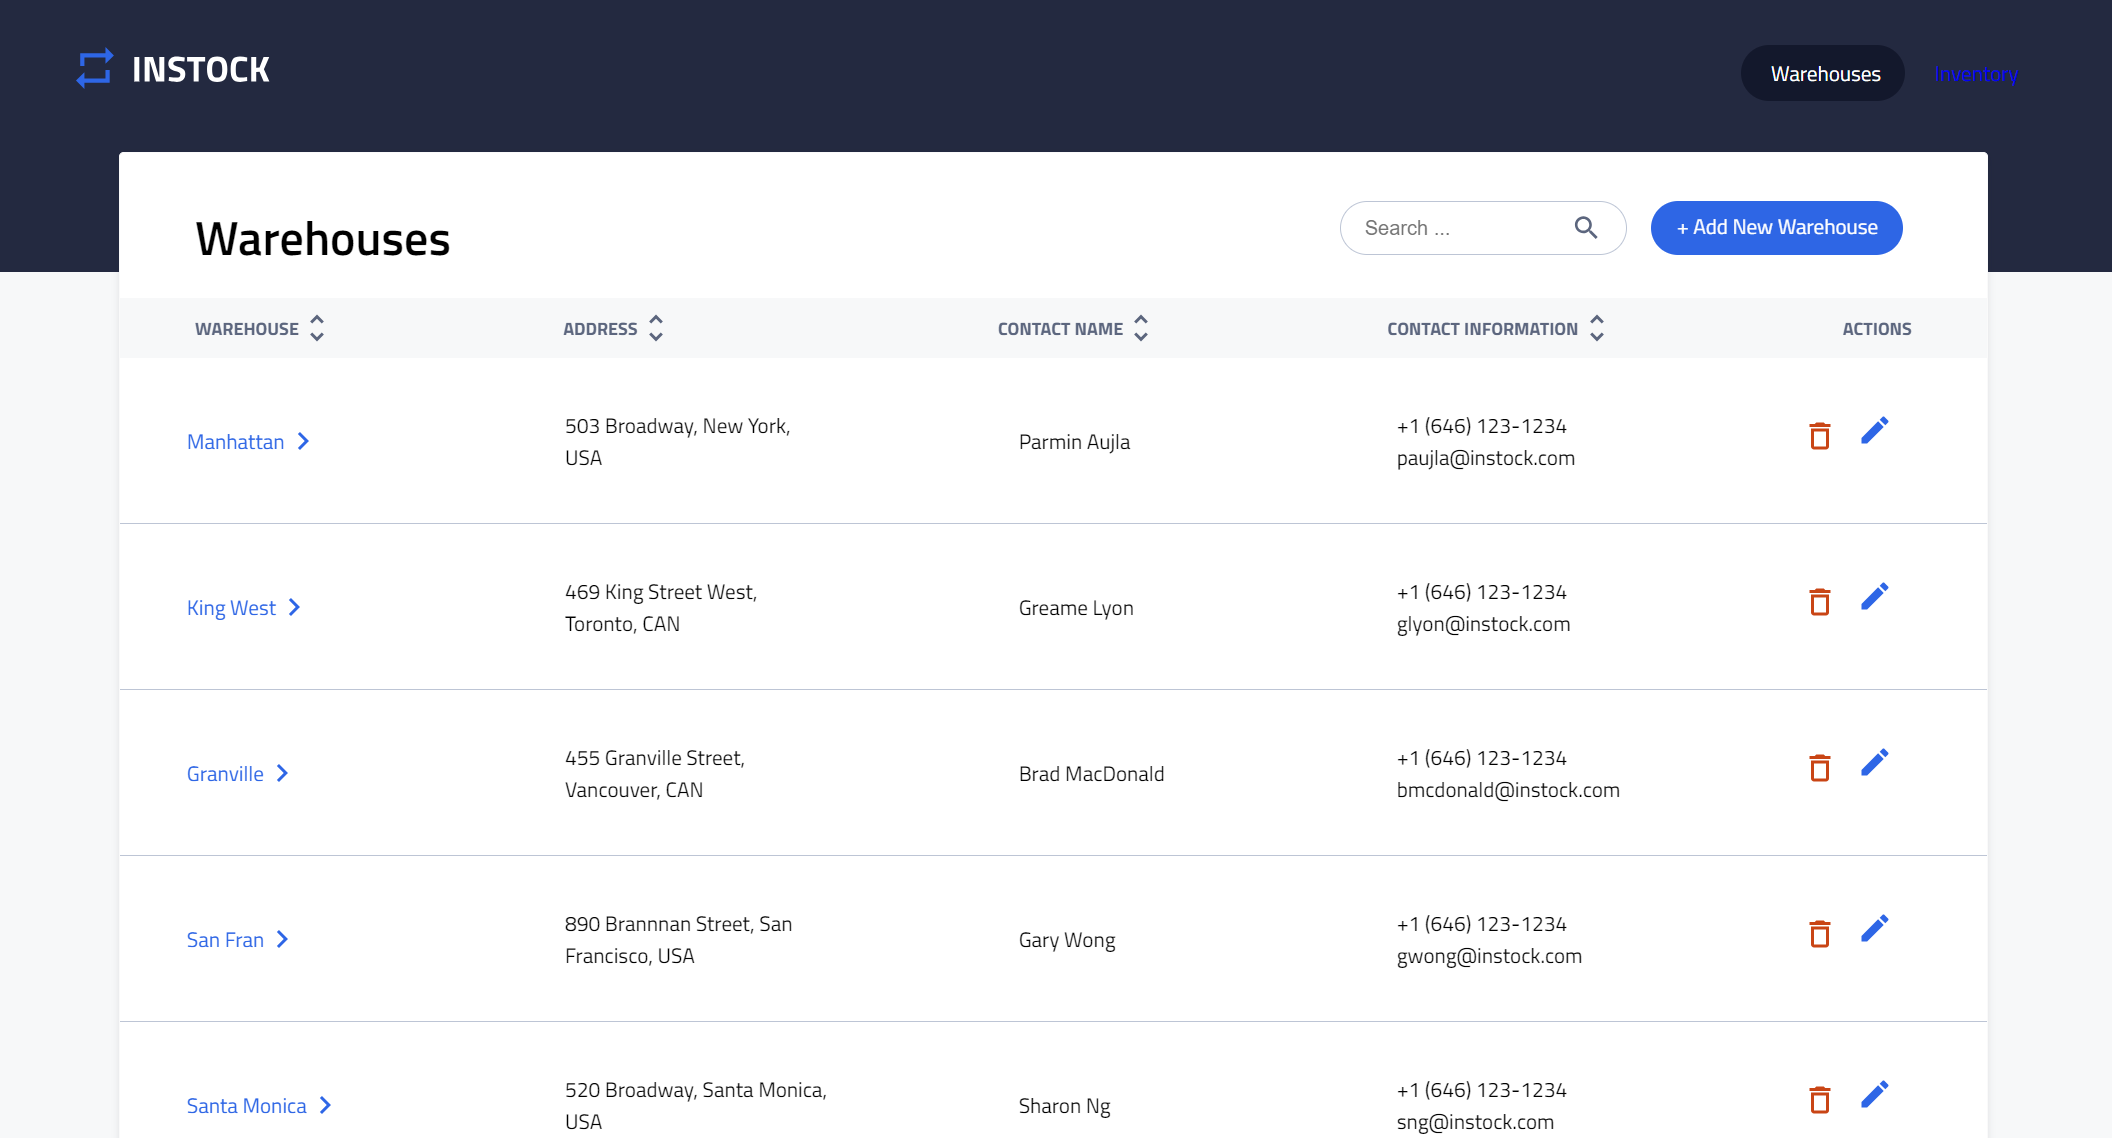 INSTOCK
Warehouses
Inventory
Warehouses
Search ...
+ Add New Warehouse
WAREHOUSE
ADDRESS
CONTACT NAME
CONTACT INFORMATION
ACTIONS
Manhattan
503 Broadway, New York,
USA
Parmin Aujla
+1 (646) 123-1234
paujla@instock.com
King West
469 King Street West,
Toronto, CAN
Greame Lyon
+1 (646) 123-1234
glyon@instock.com
Granville
455 Granville Street,
Vancouver, CAN
Brad MacDonald
+1 (646) 123-1234
bmcdonald@instock.com
San Fran
890 Brannnan Street, San
Francisco, USA
Gary Wong
+1 (646) 123-1234
gwong@instock.com
Santa Monica
520 Broadway, Santa Monica,
USA
Sharon Ng
+1 (646) 123-1234
sng@instock.com